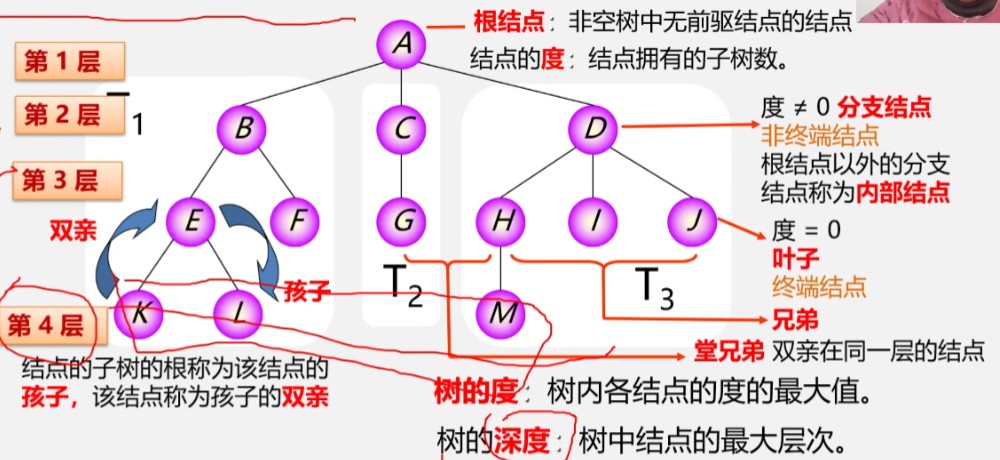 根结点：非空树中无前驱结点的结点
结点的度：结点拥有的子树数。
第 1 层
第 2 层
第 3 层
第 4 层
1
A
B
C
D
E
F
G
H
I
J
K
L
M
T2
T3
双亲
孩子
度 ≠ 0 分支结点
非终端结点
根结点以外的分支
结点称为内部结点
度 = 0
叶子
终端结点
兄弟
堂兄弟 双亲在同一层的结点
结点的子树的根称为该结点的
孩子，该结点称为孩子的双亲
树的度：树内各结点的度的最大值。
树的深度：树中结点的最大层次。